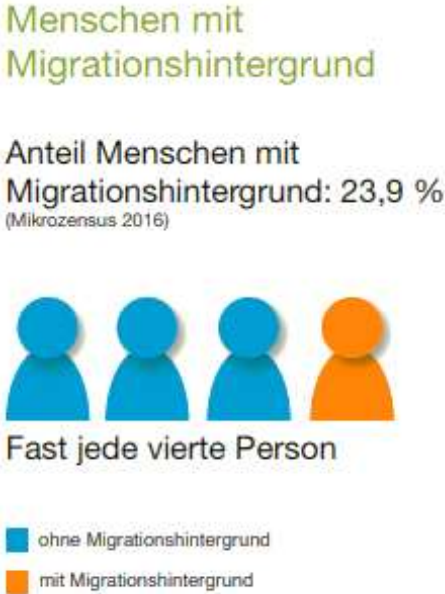 Menschen mit
Migrationshintergrund
Anteil Menschen mit
Migrationshintergrund: 23,9 %
(Mikrozensus 2016)
Fast jede vierte Person
ohne Migrationshintergrund
mit Migrationshintergrund